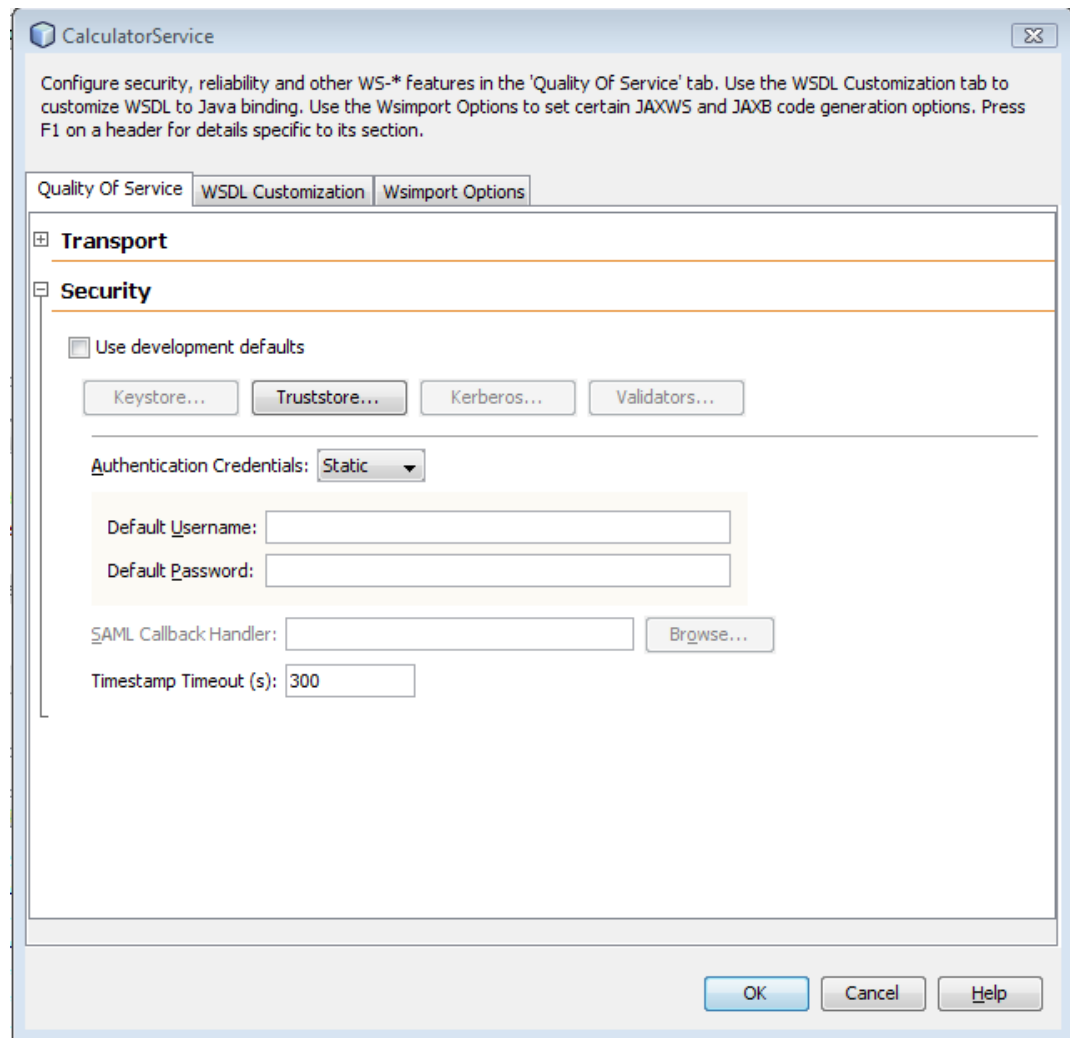 CalculatorService
Configure security, reliability and other WS-* features in the 'Quality Of Service' tab. Use the WSDL Customization tab to
customize WSDL to Java binding. Use the Wsimport Options to set certain JAXWS and JAXB code generation options. Press
F1 on a header for details specific to its section.
Quality Of Service WSDL Customization Wsimport Options
Transport
Security
Use development defaults
Keystore... Truststore... Kerberos... Validators...
Authentication Credentials: Static
Default Username:
Default Password:
SAML Callback Handler: Browse...
Timestamp Timeout (s): 300
OK Cancel Help